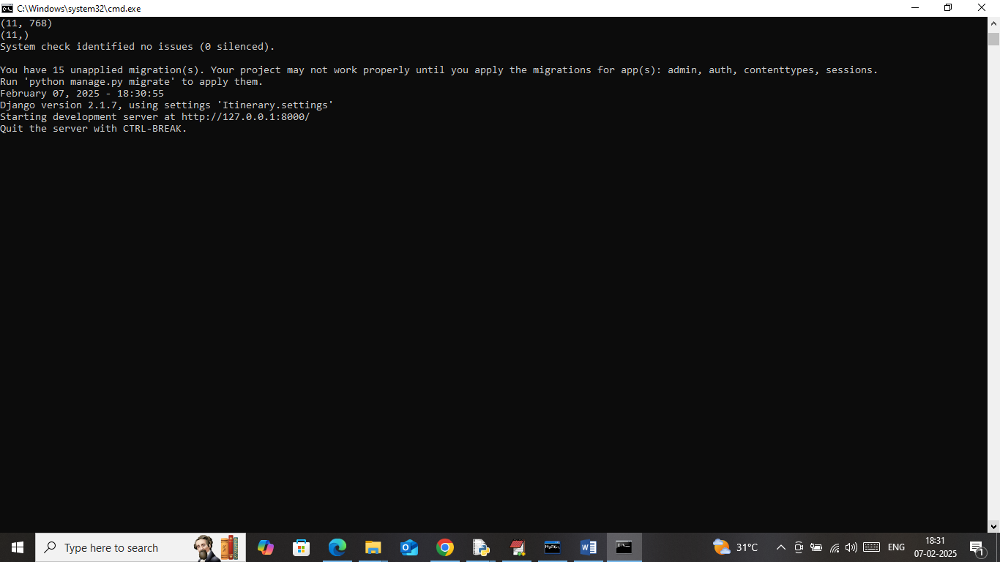 C:\Windows\system32\cmd.exe
(11, 768)
(11,)
System check identified no issues (0 silenced).
You have 15 unapplied migration(s). Your project may not work properly until you apply the migrations for app(s): admin, auth, contenttypes, sessions.
Run 'python manage.py migrate' to apply them.
February 07, 2025 - 18:30:55
Django version 2.1.7, using settings 'Itinerary.settings'
Starting development server at http://127.0.0.1:8000/
Quit the server with CTRL-BREAK.
Type here to search
31°C
ENG
18:31
07-02-2025
1